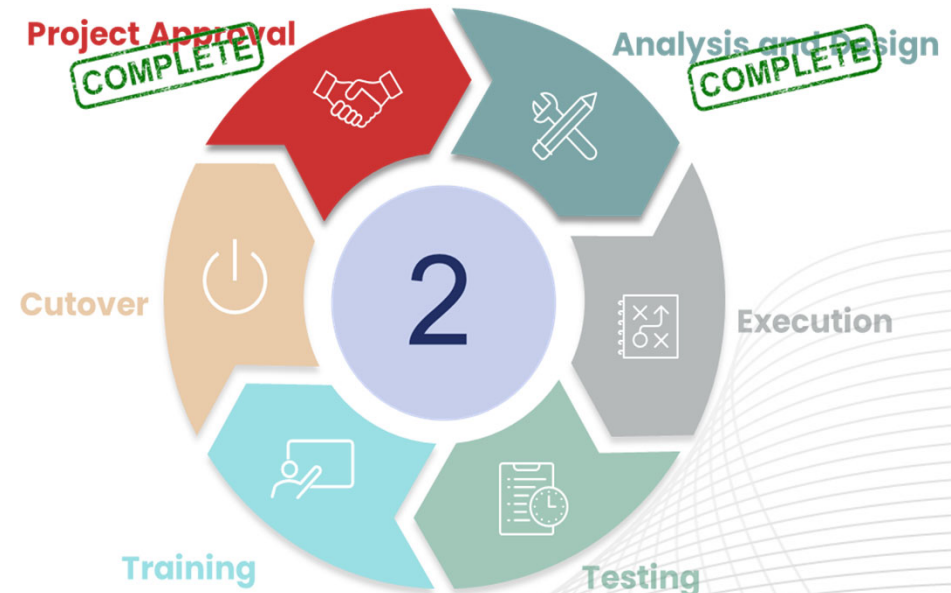 Project Approval
COMPLETE
Analysis and Design
COMPLETE
2
Cutover
Execution
Training
Testing